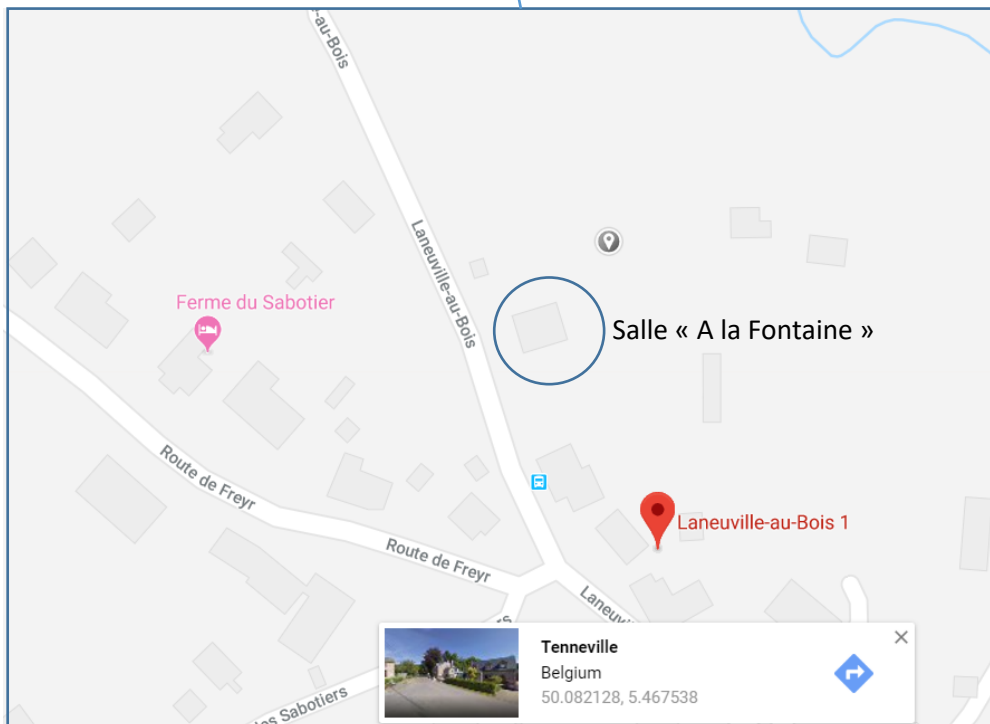 -au-Bois
Laneuville-au-Bois
Ferme du Sabotier
Salle « A la Fontaine »
Route de Freyr
Laneuville-au-Bois 1
Route de Freyr
Tenneville
Belgium
50.082128, 5.467538
Sabotiers